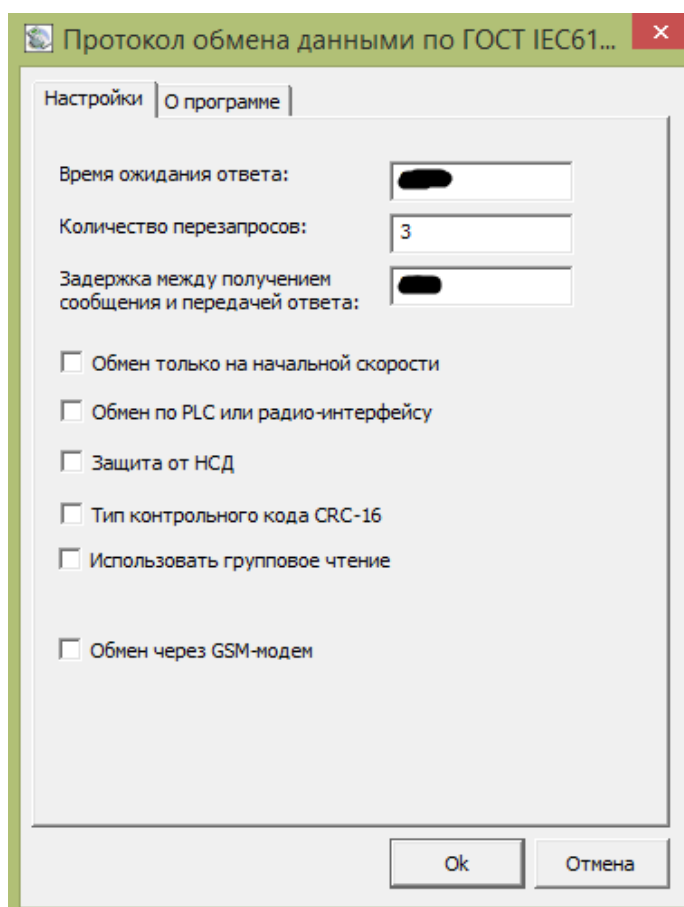 Протокол обмена данными по ГОСТ IEC61...
Настройки
О программе
Время ожидания ответа:
Количество перезапросов:
3
Задержка между получением
сообщения и передачей ответа:
Обмен только на начальной скорости
Обмен по PLC или радио-интерфейсу
Защита от НСД
Тип контрольного кода CRC-16
Использовать групповое чтение
Обмен через GSM-модем
Ok
Отмена